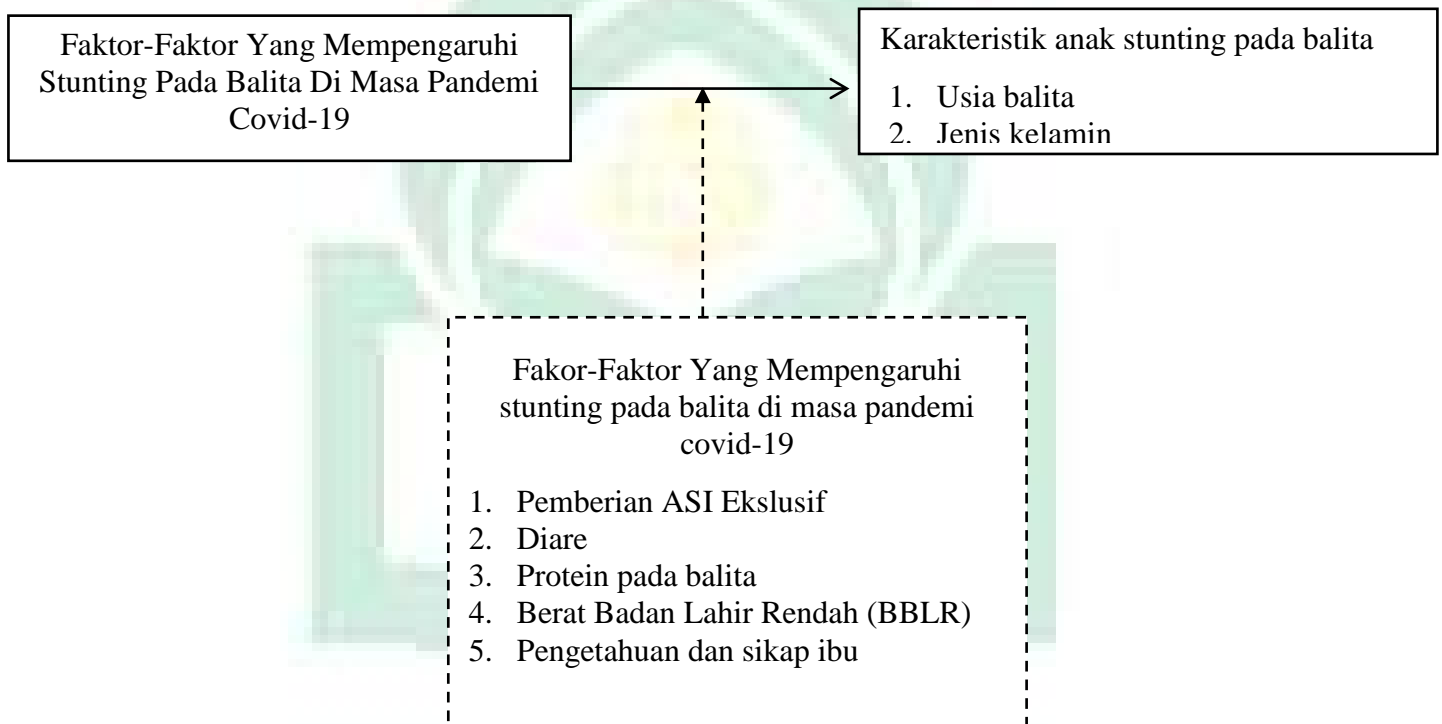 Faktor-Faktor Yang Mempengaruhi
Stunting Pada Balita Di Masa Pandemi
Covid-19
Karakteristik anak stunting pada balita
1. Usia balita
2. Jenis kelamin
Fakor-Faktor Yang Mempengaruhi
stunting pada balita di masa pandemi
covid-19
1. Pemberian ASI Ekslusif
2. Diare
3. Protein pada balita
4. Berat Badan Lahir Rendah (BBLR)
5. Pengetahuan dan sikap ibu